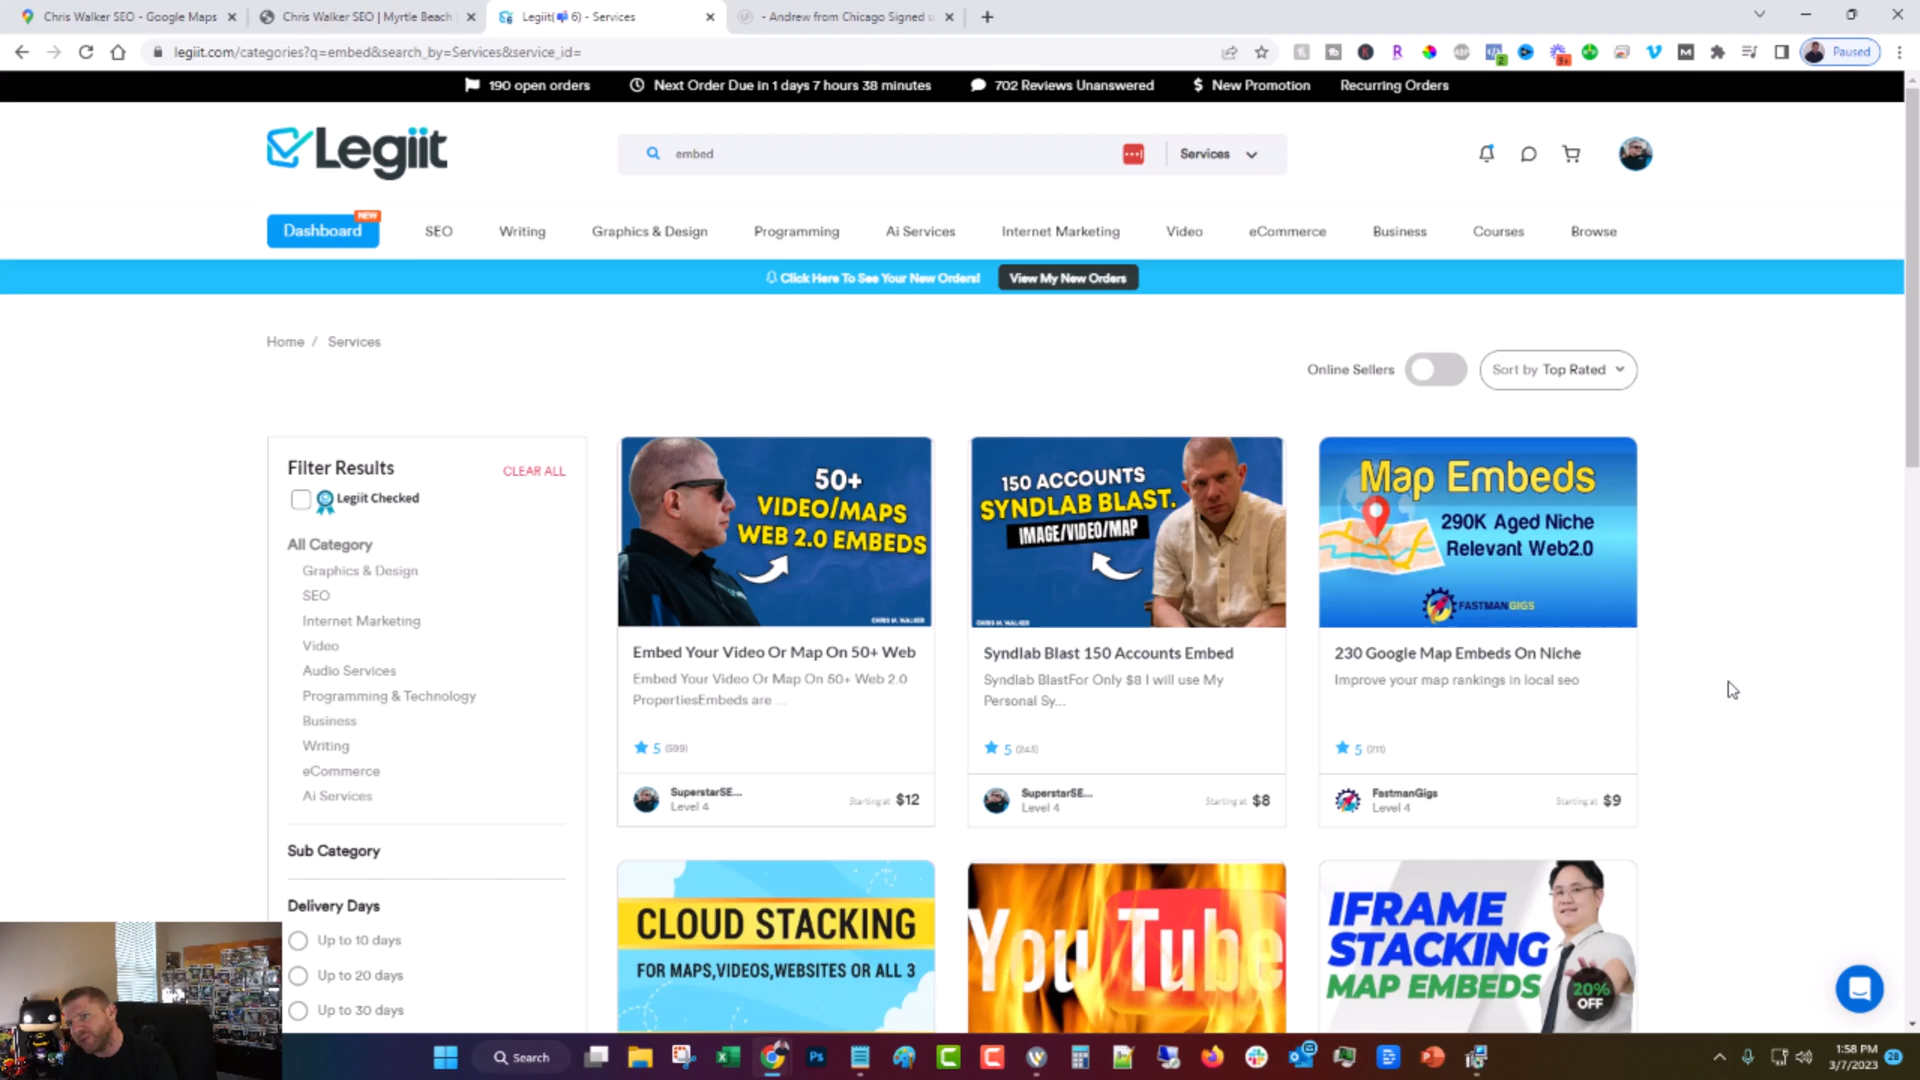 Chris Walker SEO - Google Maps
Chris Walker SEO | Myrtle Beach
Legiit( 6) - Services
- Andrew from Chicago Signed u
legiit.com/categories?q=embed&search_by=Services&service_id=
Paused
190 open orders
Next Order Due in 1 days 7 hours 38 minutes
702 Reviews Unanswered
$ New Promotion
Recurring Orders
Legiit
embed
Services
Dashboard
NEW
SEO
Writing
Graphics & Design
Programming
Ai Services
Internet Marketing
Video
eCommerce
Business
Courses
Browse
Click Here To See Your New Orders!
View My New Orders
Home / Services
Online Sellers
Sort by Top Rated
Filter Results
CLEAR ALL
Legiit Checked
All Category
Graphics & Design
SEO
Internet Marketing
Video
Audio Services
Programming & Technology
Business
Writing
eCommerce
Ai Services
Sub Category
Delivery Days
Up to 10 days
Up to 20 days
Up to 30 days
50+
VIDEO/MAPS
WEB 2.0 EMBEDS
CHRIS M. WALKER
Embed Your Video Or Map On 50+ Web
Embed Your Video Or Map On 50+ Web 2.0
PropertiesEmbeds are ...
5 (599)
SuperstarSE...
Level 4
Starting at $12
150 ACCOUNTS
SYNDLAB BLAST.
IMAGE/VIDEO/MAP
CHRIS M. WALKER
Syndlab Blast 150 Accounts Embed
Syndlab BlastFor Only $8 I will use My
Personal Sy...
5 (243)
SuperstarSE...
Level 4
Starting at $8
Map Embeds
290K Aged Niche
Relevant Web2.0
FASTMANGIGS
230 Google Map Embeds On Niche
Improve your map rankings in local seo
5 (211)
FastmanGigs
Level 4
Starting at $9
CLOUD STACKING
FOR MAPS,VIDEOS,WEBSITES OR ALL 3
You Tube
IFRAME
STACKING
MAP EMBEDS
20%
OFF
Search
1:58 PM
3/7/2023
28